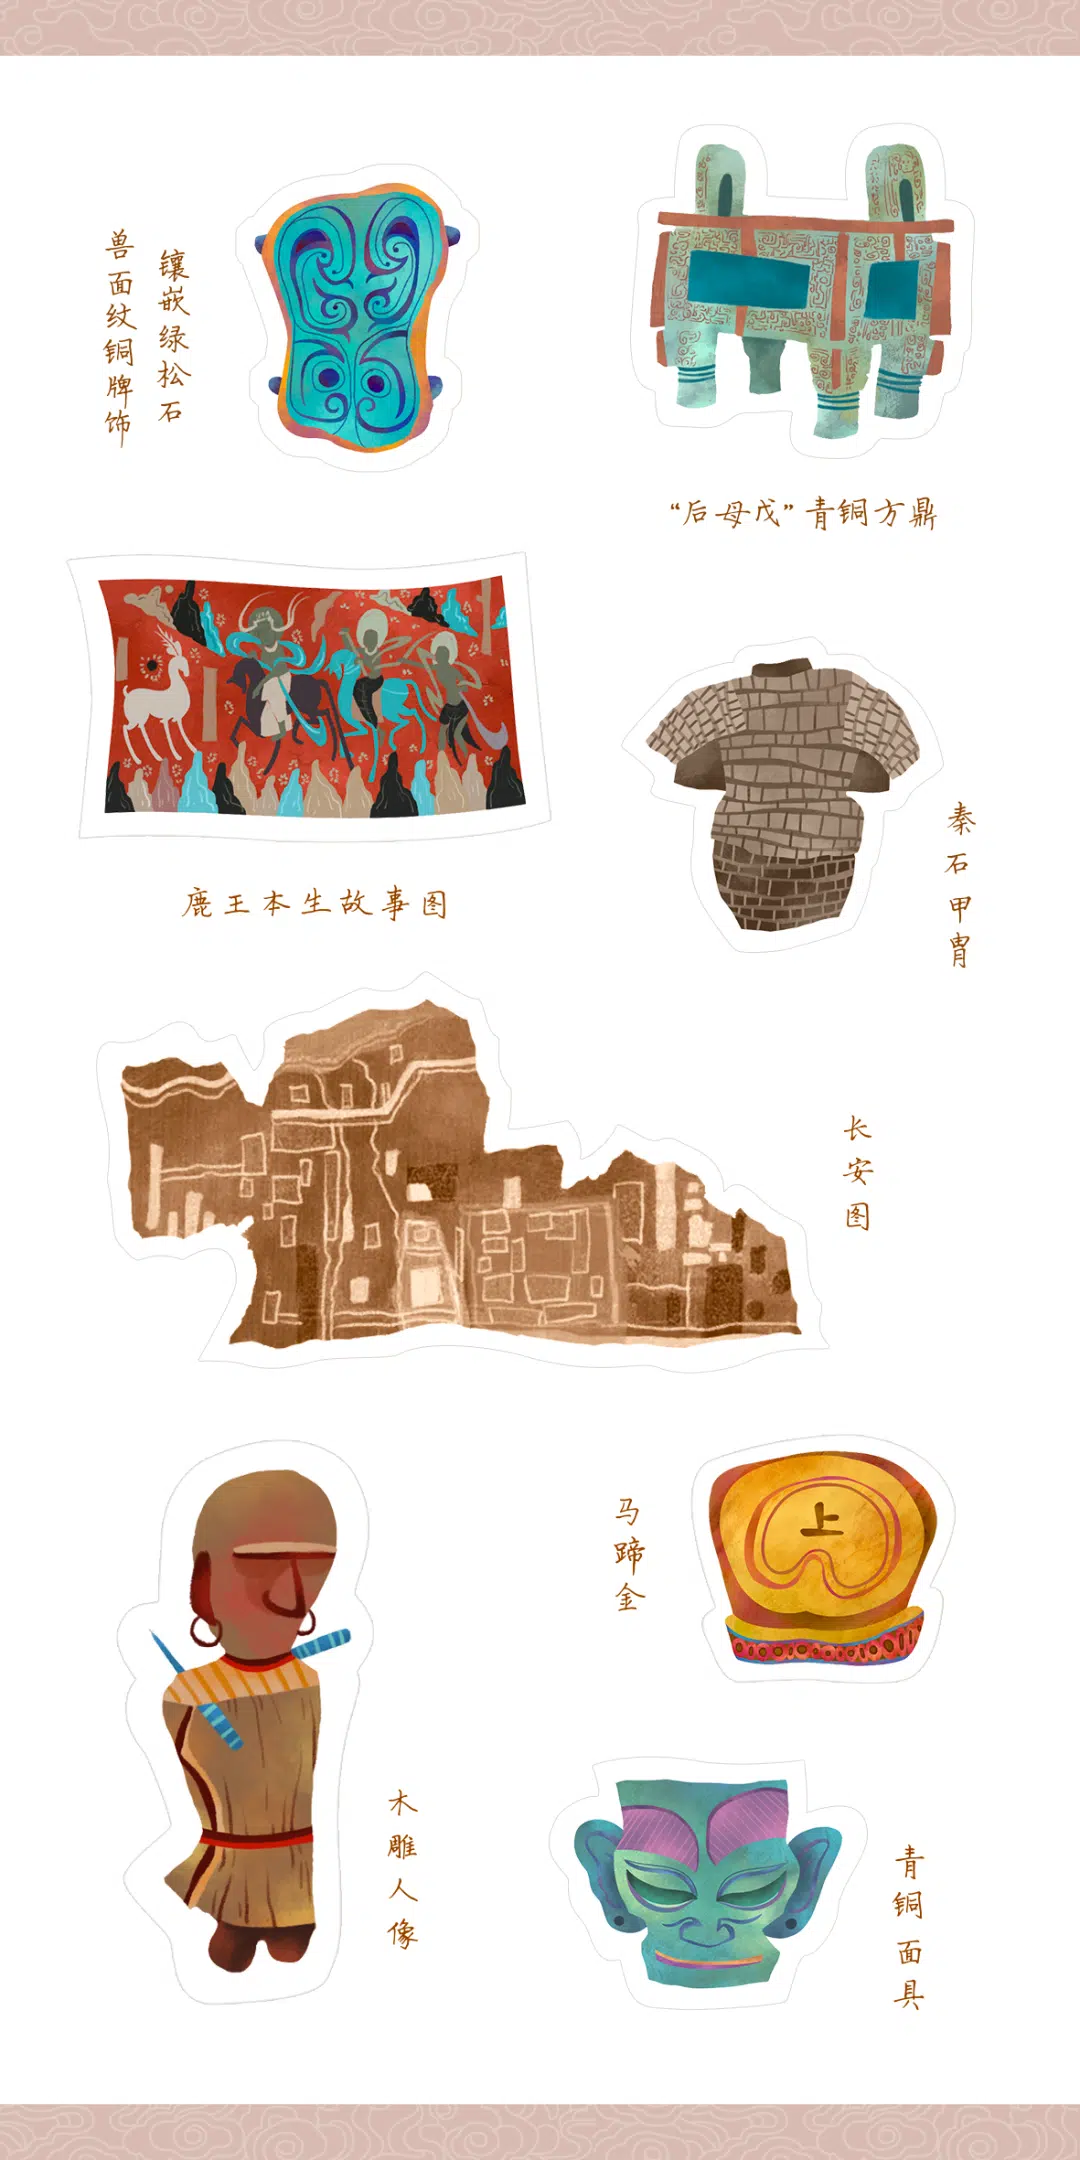 镶嵌绿松石
兽面纹铜牌饰
“后母戊”青铜方鼎
鹿王本生故事图
秦石甲胄
长安图
马蹄金
上
木雕人像
青铜面具